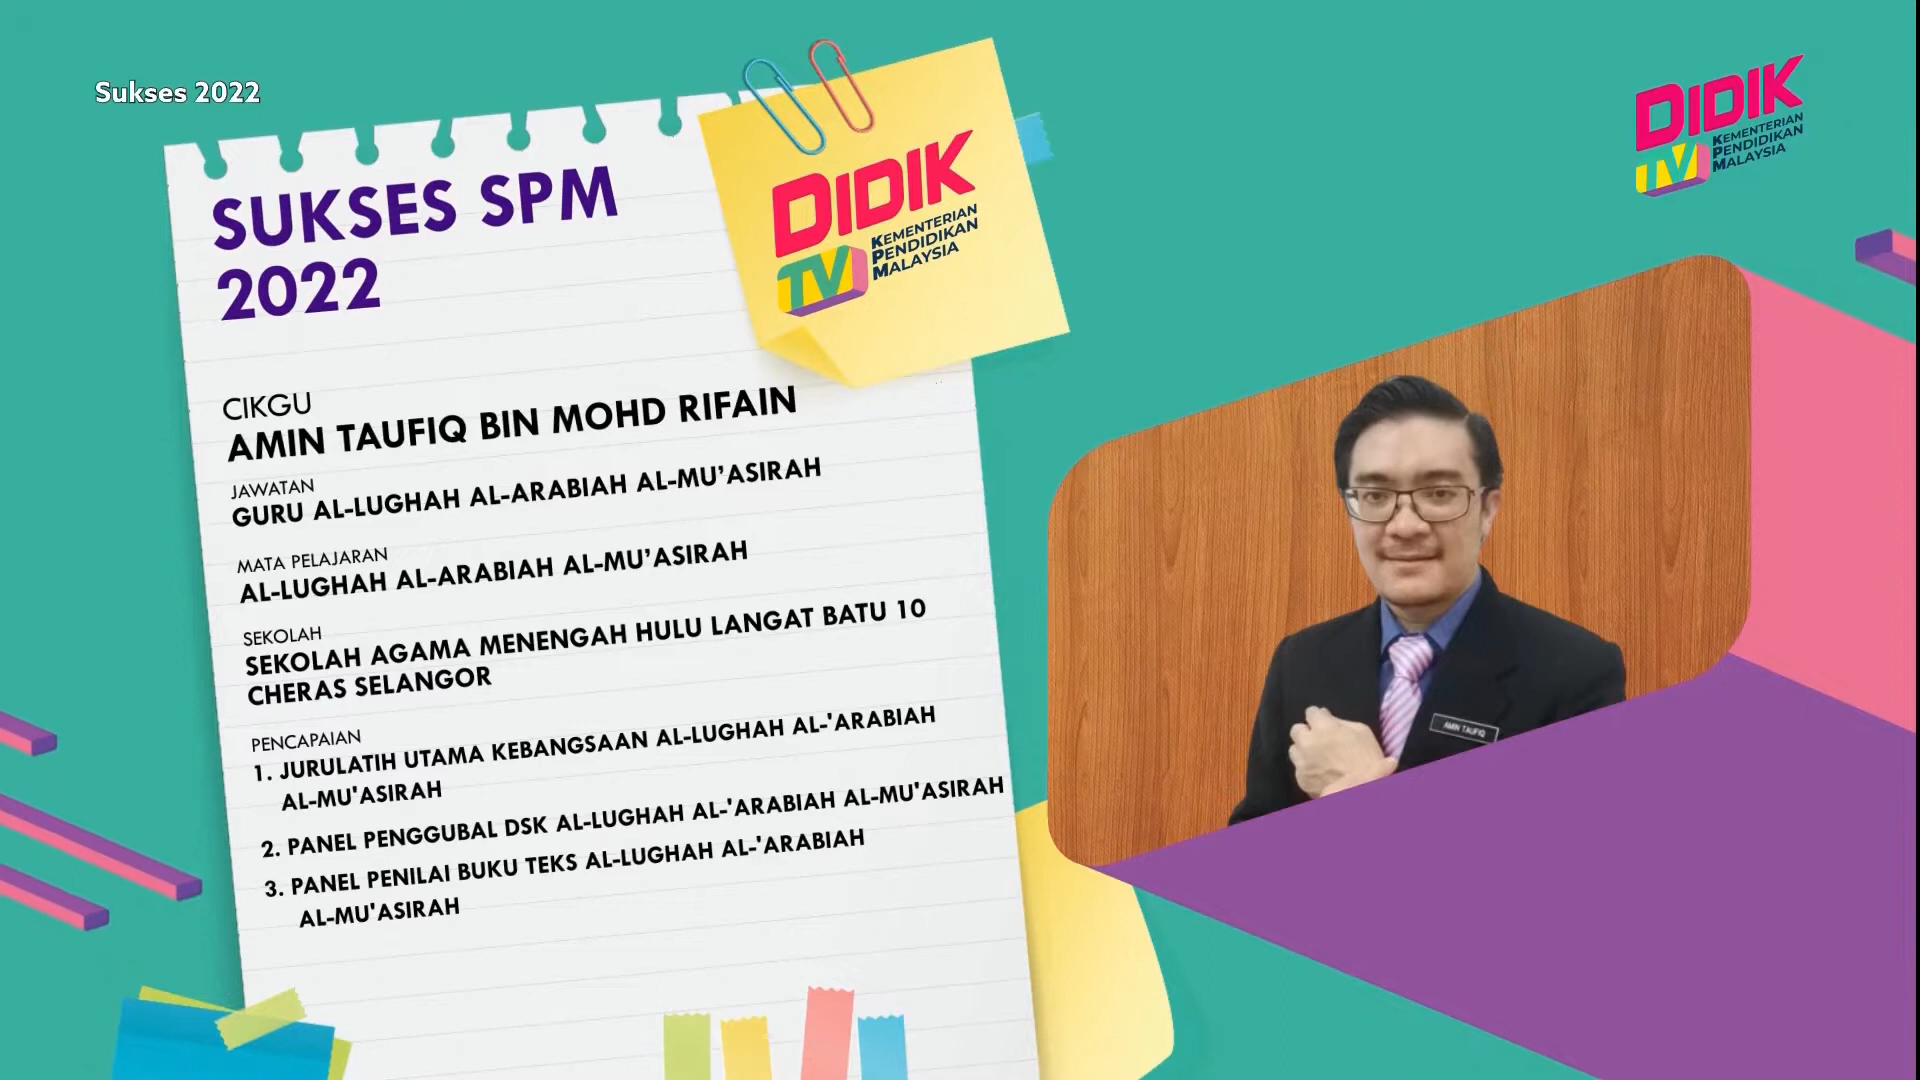 Sukses 2022
SUKSES SPM
2022
DIDIK
TV
KEMENTERIAN
PENDIDIKAN
MALAYSIA
DIDIK
TV
KEMENTERIAN
PENDIDIKAN
MALAYSIA
CIKGU
AMIN TAUFIQ BIN MOHD RIFAIN
JAWATAN
GURU AL-LUGHAH AL-ARABIAH AL-MU’ASIRAH
MATA PELAJARAN
AL-LUGHAH AL-ARABIAH AL-MU’ASIRAH
SEKOLAH
SEKOLAH AGAMA MENENGAH HULU LANGAT BATU 10
CHERAS SELANGOR
PENCAPAIAN
1. JURULATIH UTAMA KEBANGSAAN AL-LUGHAH AL-'ARABIAH
AL-MU'ASIRAH
2. PANEL PENGGUBAL DSK AL-LUGHAH AL-'ARABIAH AL-MU'ASIRAH
3. PANEL PENILAI BUKU TEKS AL-LUGHAH AL-'ARABIAH
AL-MU'ASIRAH
AMIN TAUFIQ